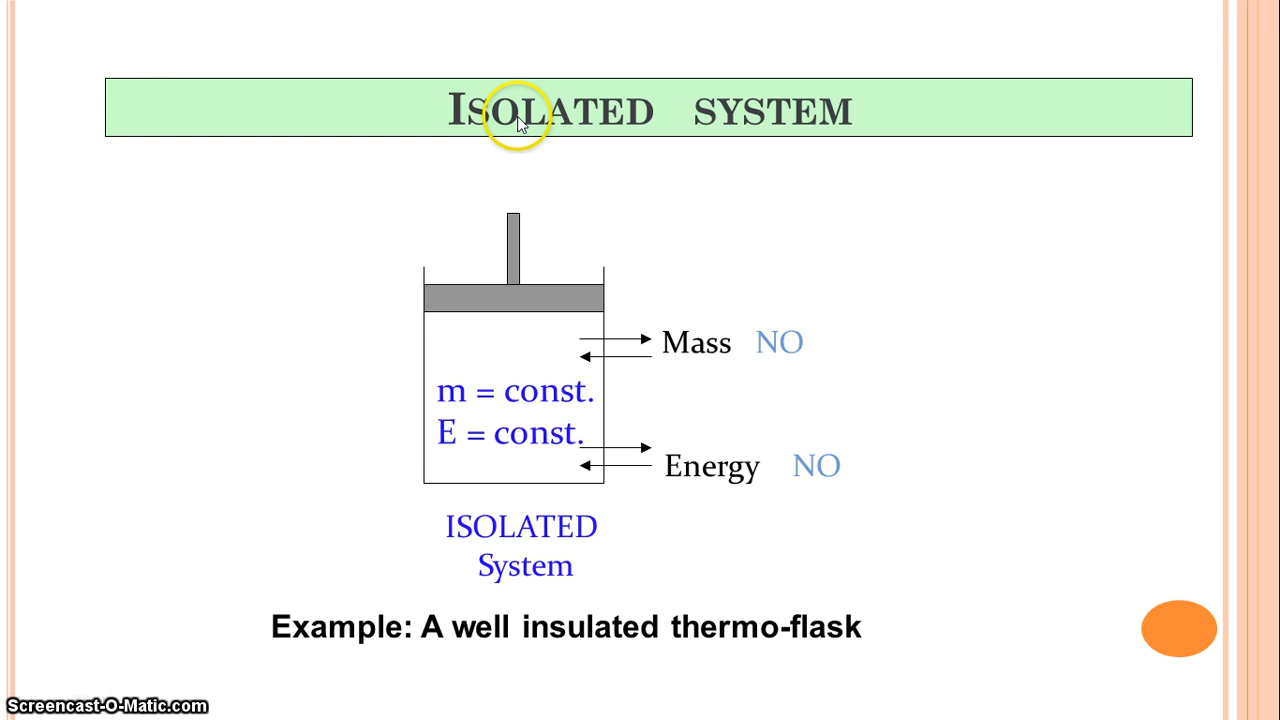 ISOLATED SYSTEM
Mass NO
m = const.
E = const.
Energy NO
ISOLATED
System
Example: A well insulated thermo-flask
Screencast-O-Matic.com